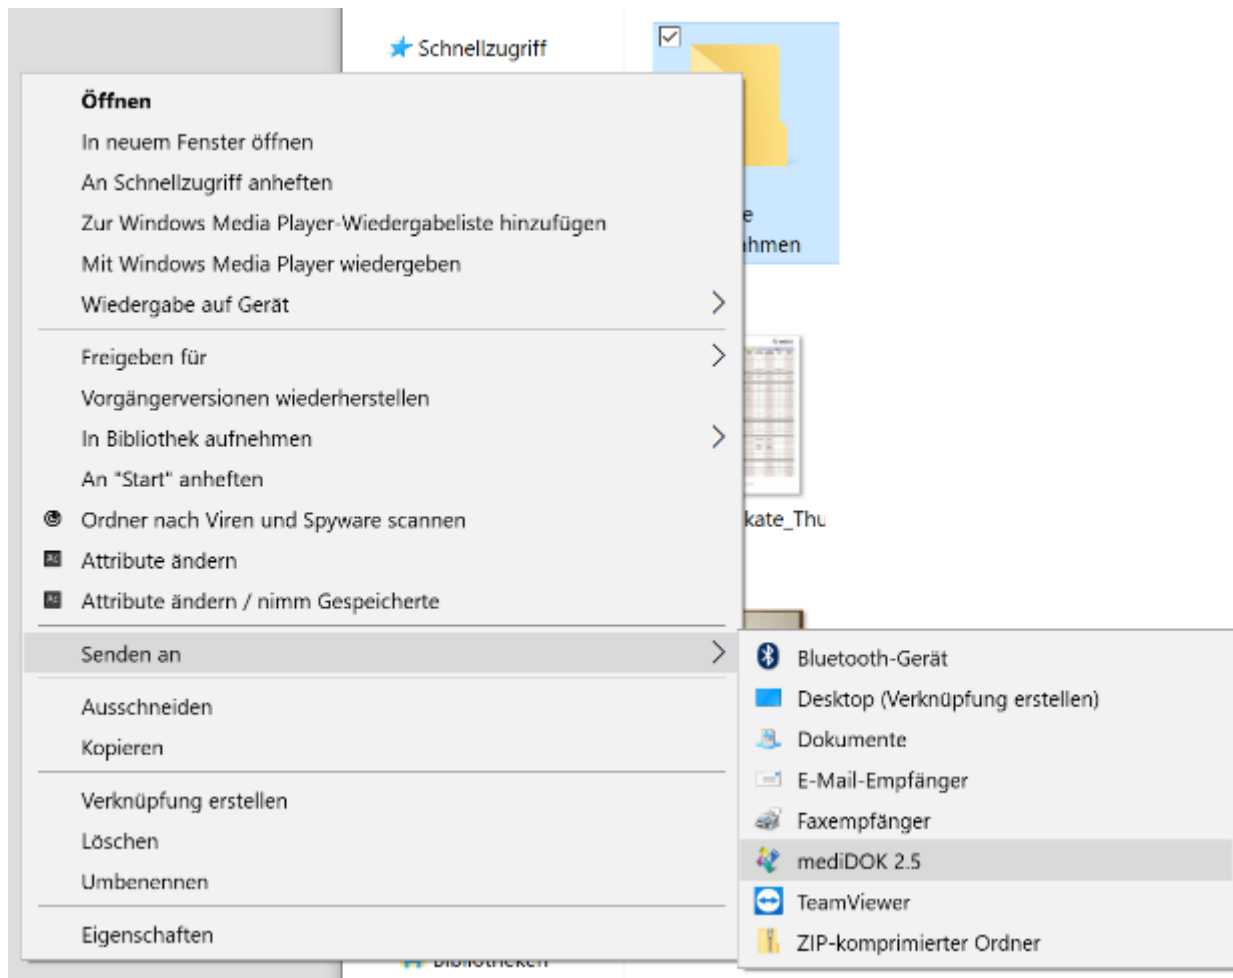 Schnellzugriff
Öffnen
In neuem Fenster öffnen
An Schnellzugriff anheften
Zur Windows Media Player-Wiedergabeliste hinzufügen
Mit Windows Media Player wiedergeben
Wiedergabe auf Gerät
Freigeben für
Vorgängerversionen wiederherstellen
In Bibliothek aufnehmen
An "Start" anheften
Ordner nach Viren und Spyware scannen
Attribute ändern
Attribute ändern / nimm Gespeicherte
Senden an
Ausschneiden
Kopieren
Verknüpfung erstellen
Löschen
Umbenennen
Eigenschaften
e
ahmen
kate_Thu
Bluetooth-Gerät
Desktop (Verknüpfung erstellen)
Dokumente
E-Mail-Empfänger
Faxempfänger
mediDOK 2.5
TeamViewer
ZIP-komprimierter Ordner
Bibliotheken